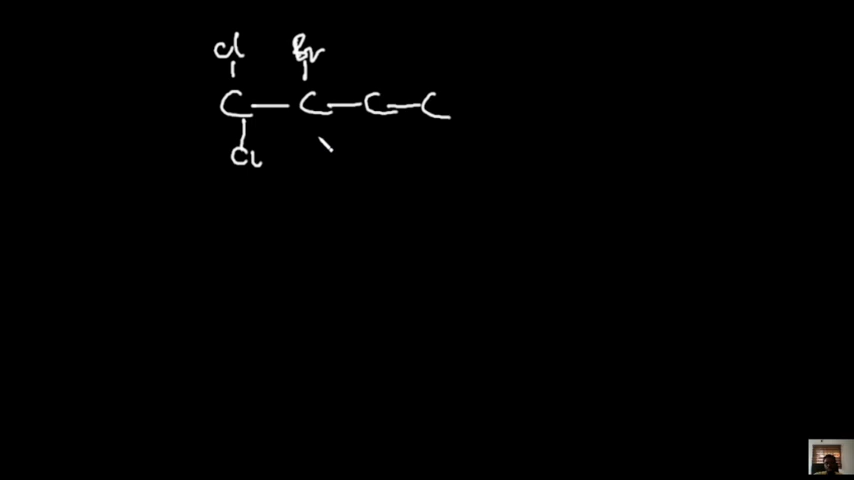 Cl Br
C — C — C — C
Cl